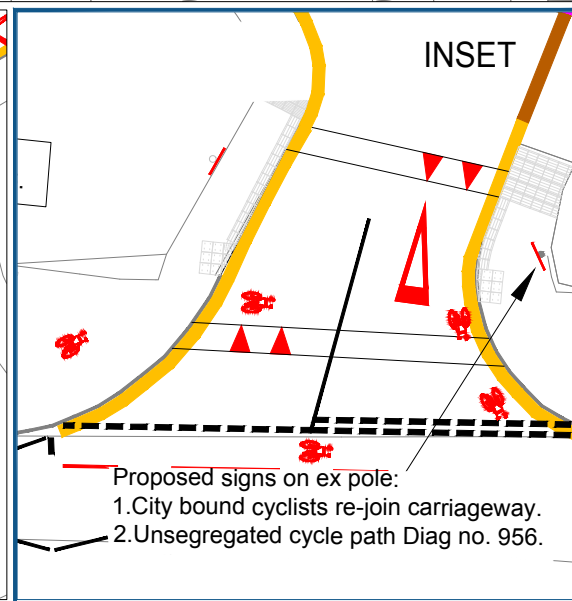 INSET
Proposed signs on ex pole:
1.City bound cyclists re-join carriageway.
2.Unsegregated cycle path Diag no. 956.